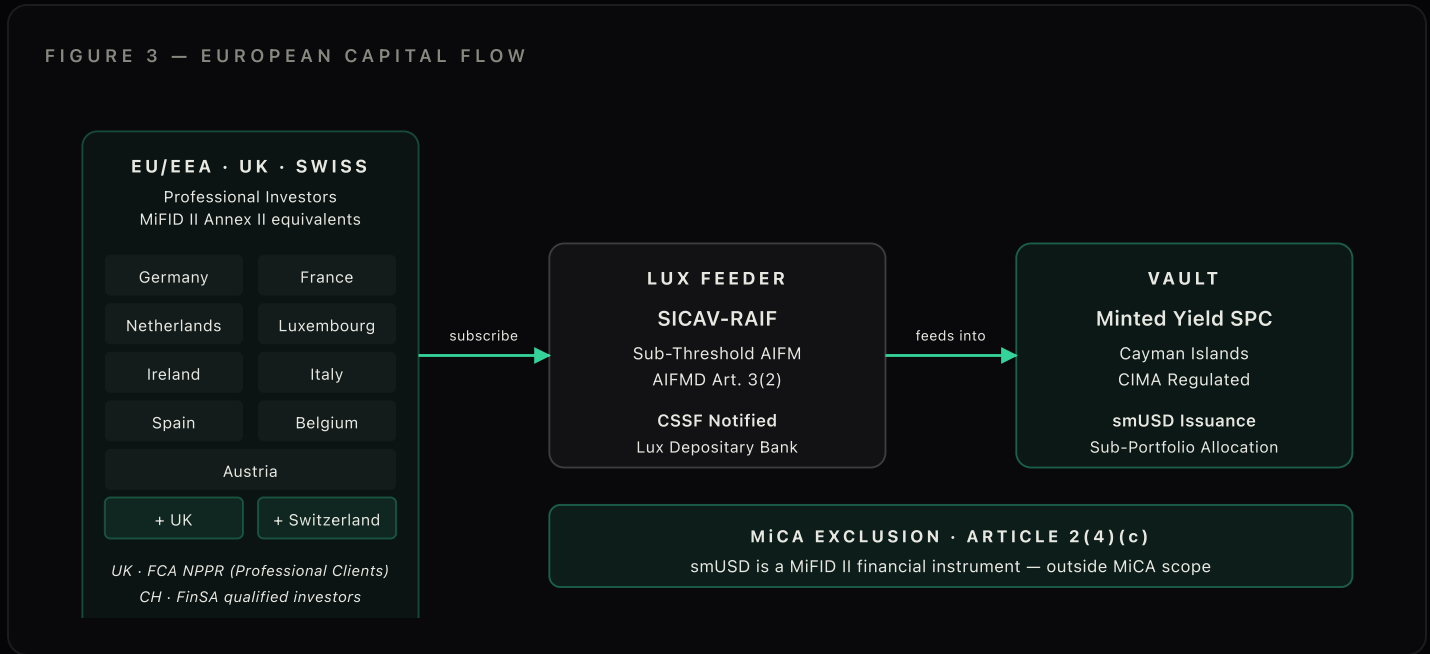 FIGURE 3 — EUROPEAN CAPITAL FLOW
EU/EEA · UK · SWISS
Professional Investors
MiFID II Annex II equivalents
Germany
France
Netherlands
Luxembourg
Ireland
Italy
Spain
Belgium
Austria
+ UK
+ Switzerland
UK · FCA NPPR (Professional Clients)
CH · FinSA qualified investors
subscribe
LUX FEEDER
SICAV-RAIF
Sub-Threshold AIFM
AIFMD Art. 3(2)
CSSF Notified
Lux Depositary Bank
feeds into
VAULT
Minted Yield SPC
Cayman Islands
CIMA Regulated
smUSD Issuance
Sub-Portfolio Allocation
MiCA EXCLUSION · ARTICLE 2(4)(c)
smUSD is a MiFID II financial instrument — outside MiCA scope